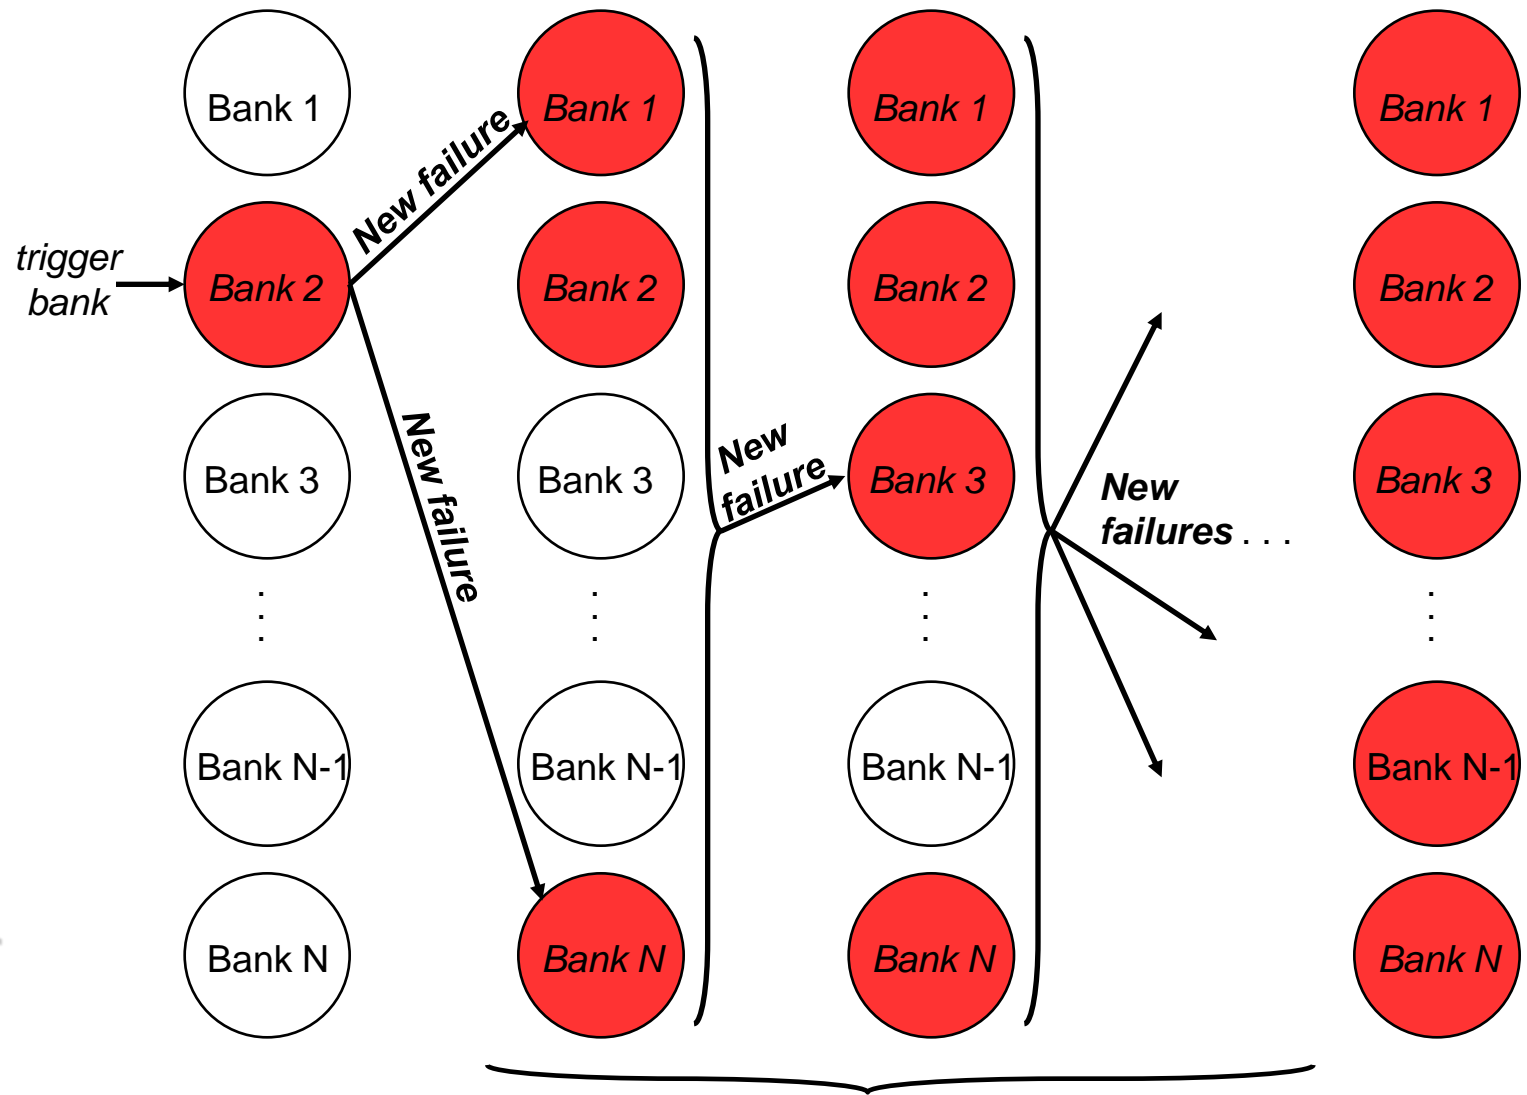 trigger
bank
Bank 1
Bank 2
Bank 3
.
.
.
Bank N-1
Bank N
New failure
New failure
Bank 1
Bank 2
Bank 3
.
.
.
Bank N-1
Bank N
New
failure
Bank 1
Bank 2
Bank 3
.
.
.
Bank N-1
Bank N
New
failures . . .
Bank 1
Bank 2
Bank 3
.
.
.
Bank N-1
Bank N